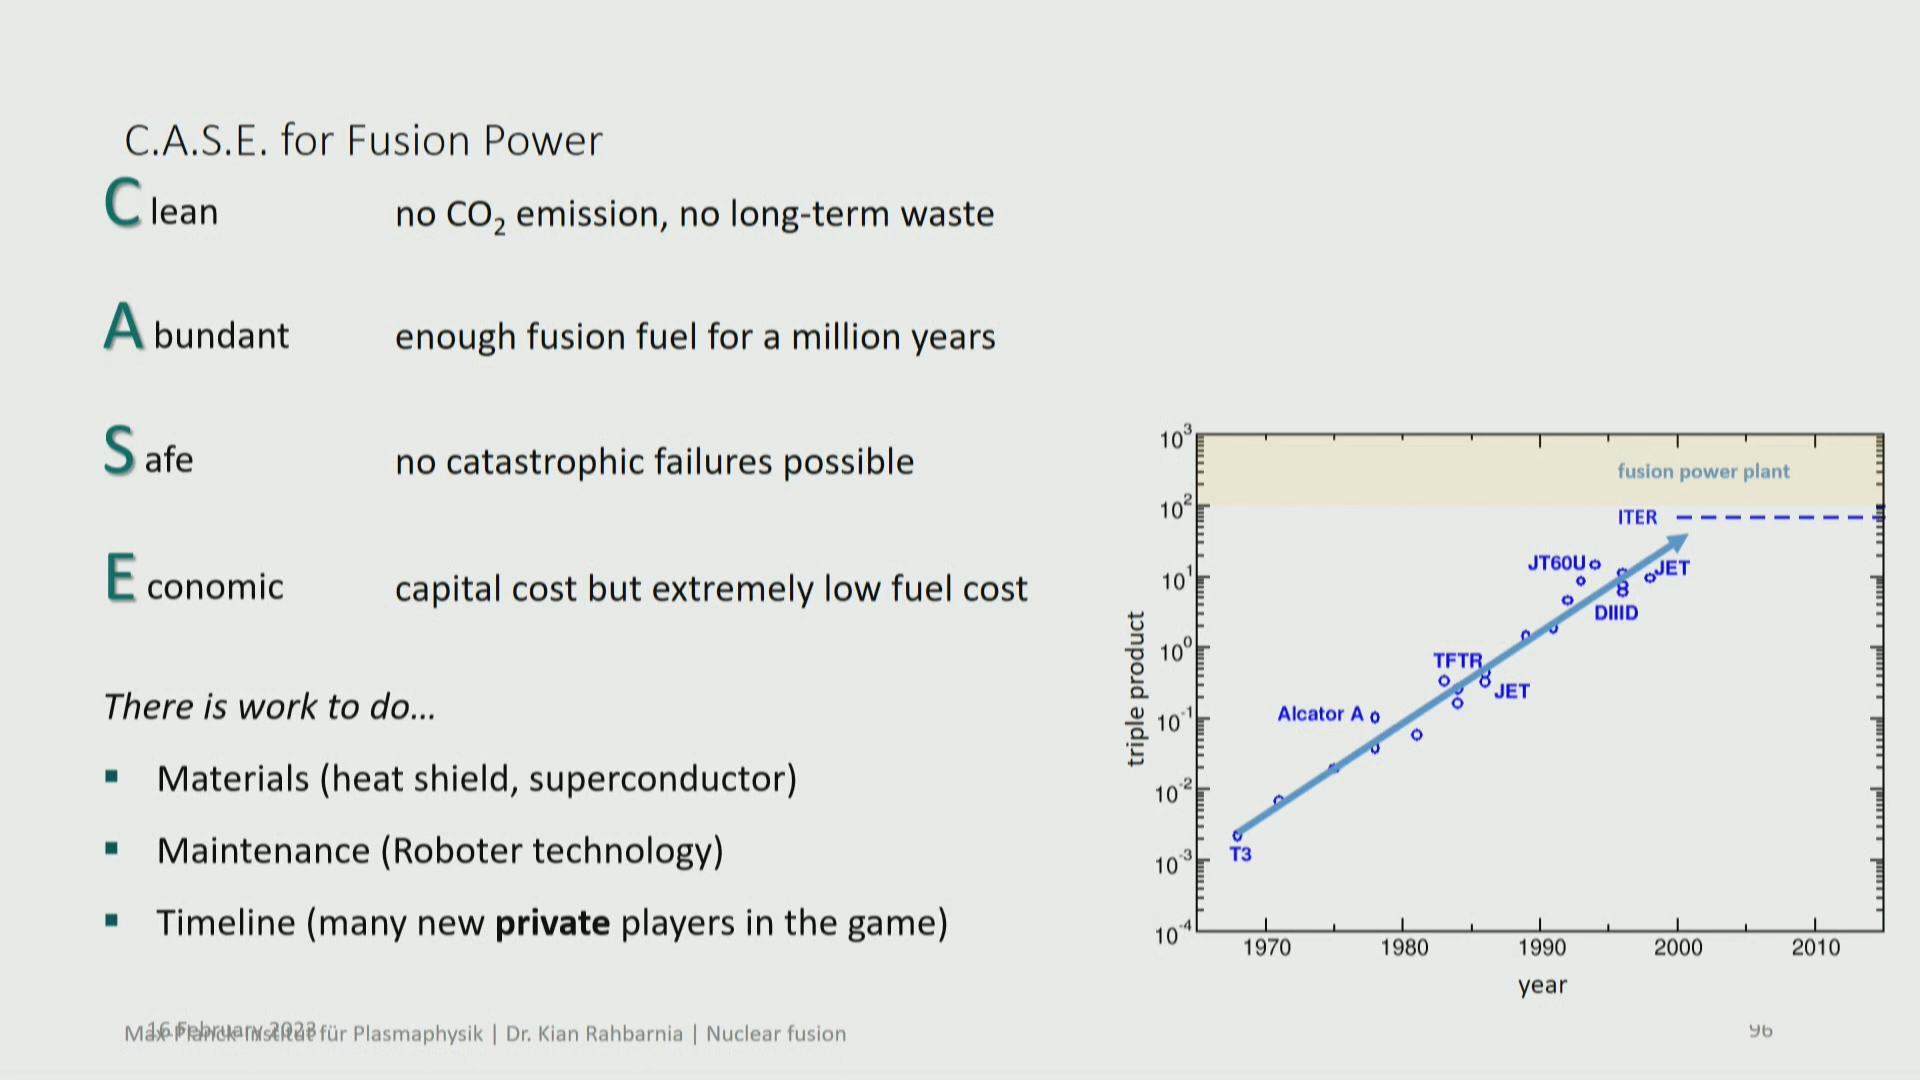 C.A.S.E. for Fusion Power
C lean no CO₂ emission, no long-term waste
A bundant enough fusion fuel for a million years
S afe no catastrophic failures possible
E conomic capital cost but extremely low fuel cost
There is work to do...
▪ Materials (heat shield, superconductor)
▪ Maintenance (Roboter technology)
▪ Timeline (many new private players in the game)
10³
fusion power plant
10²
ITER
JT60U
JET
10¹
DIIID
10⁰
TFTR
JET
Alcator A
10⁻¹
10⁻²
T3
10⁻³
10⁻⁴
triple product
1970 1980 1990 2000 2010
year
16 February 2023
Max-Planck-Institut für Plasmaphysik | Dr. Kian Rahbarnia | Nuclear fusion
96